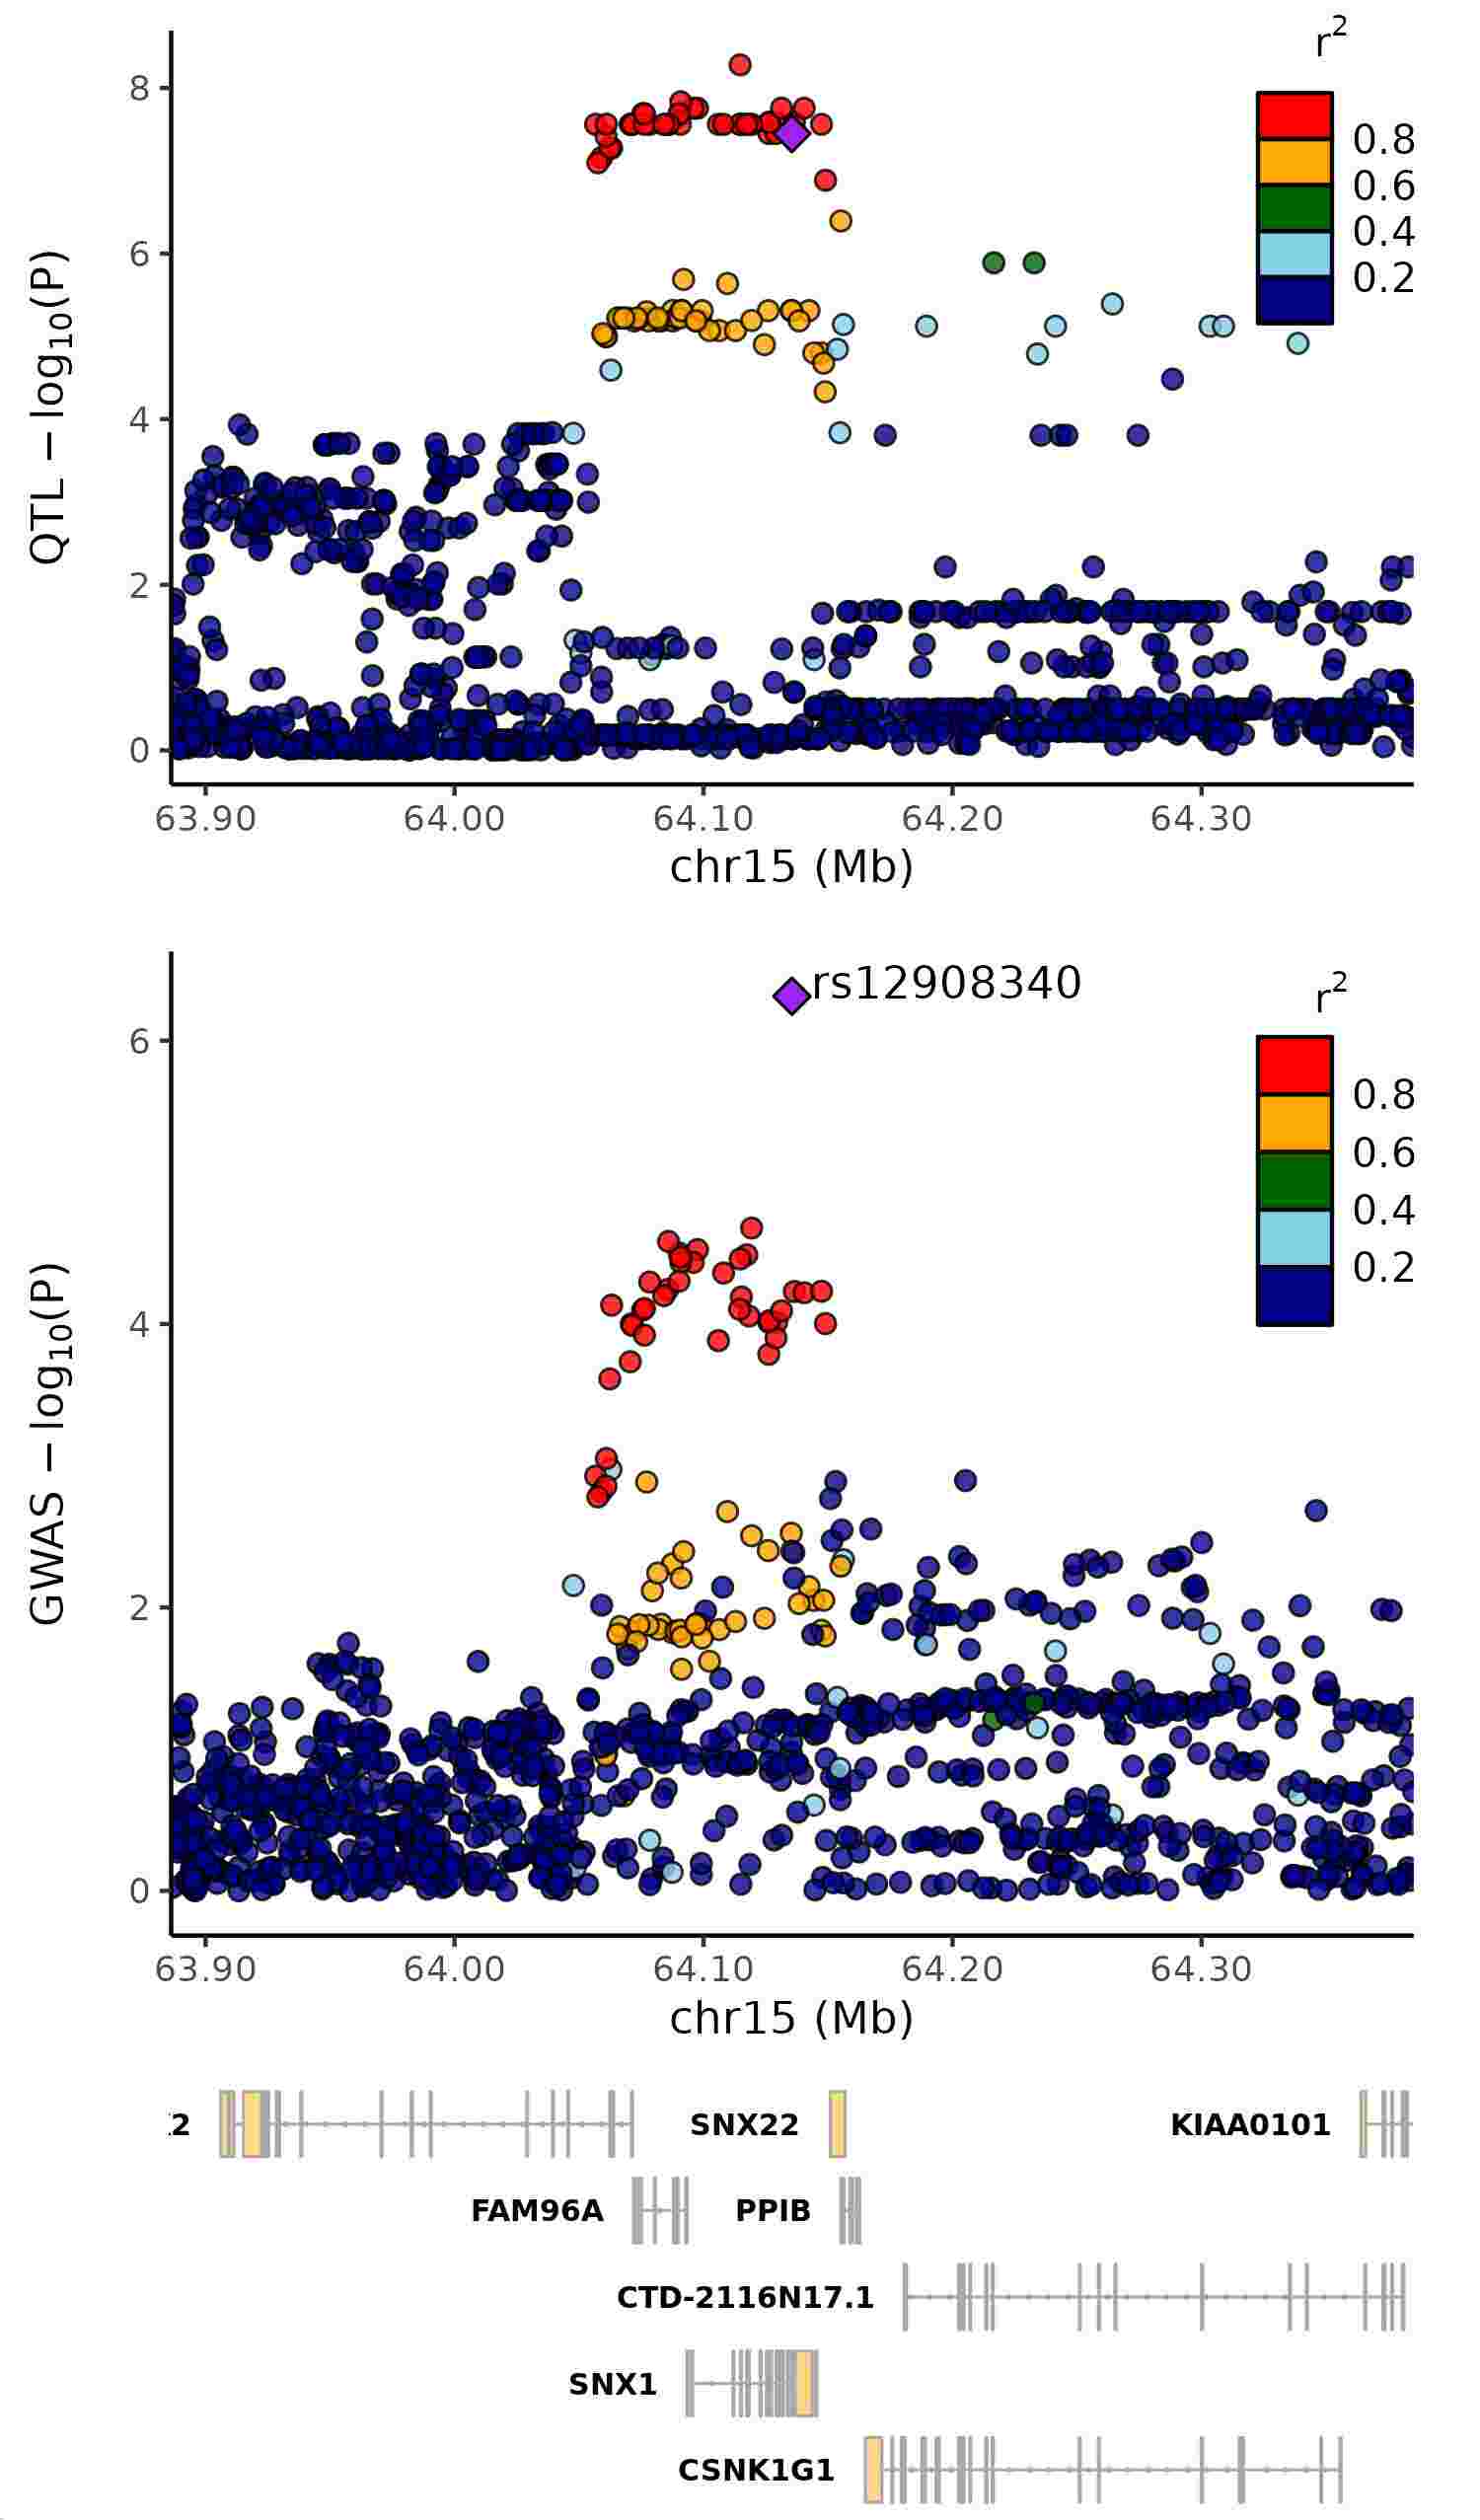 r²
8
6
4
2
0
QTL − log₁₀(P)
0.8
0.6
0.4
0.2
63.90 64.00 64.10 64.20 64.30
chr15 (Mb)
rs12908340
r²
6
4
2
0
GWAS − log₁₀(P)
0.8
0.6
0.4
0.2
63.90 64.00 64.10 64.20 64.30
chr15 (Mb)
2 SNX22 KIAA0101
FAM96A PPIB
CTD-2116N17.1
SNX1
CSNK1G1